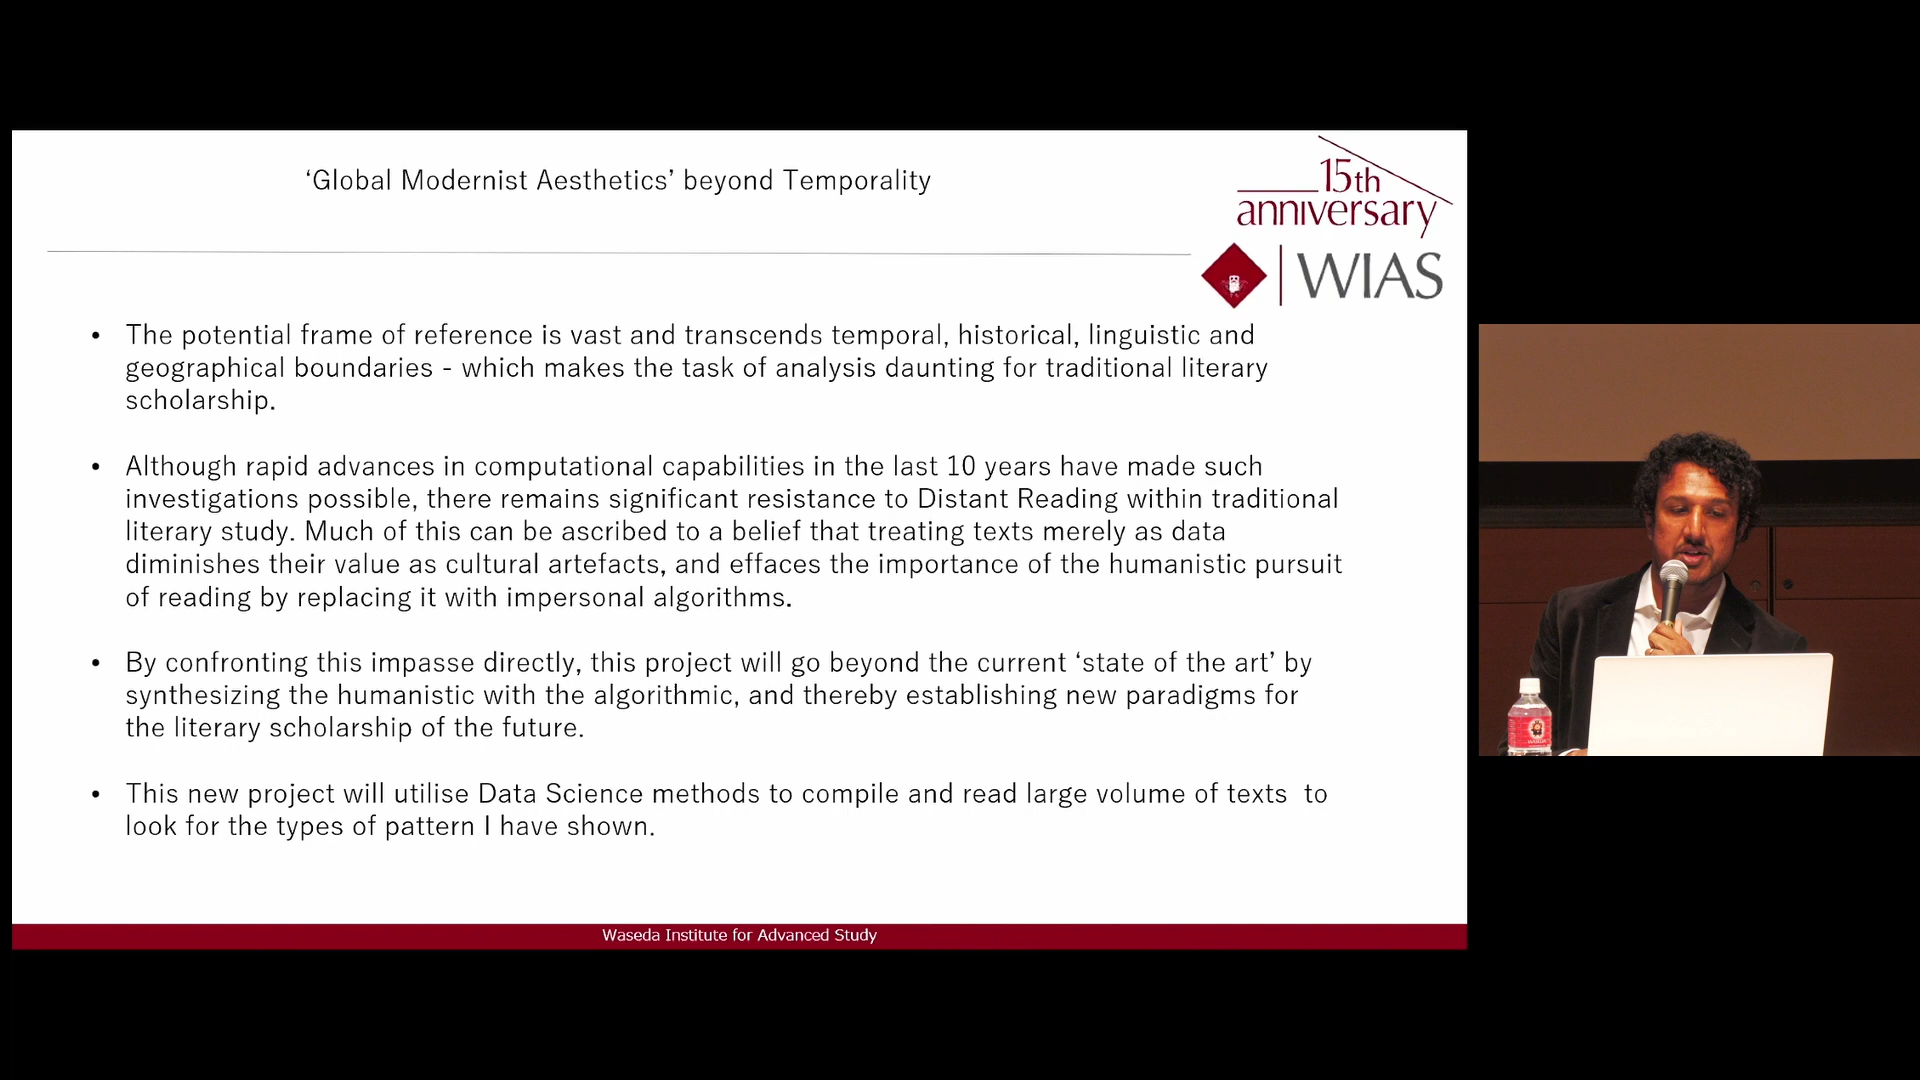 ‘Global Modernist Aesthetics’ beyond Temporality
15th
anniversary
WIAS
• The potential frame of reference is vast and transcends temporal, historical, linguistic and
geographical boundaries - which makes the task of analysis daunting for traditional literary
scholarship.
• Although rapid advances in computational capabilities in the last 10 years have made such
investigations possible, there remains significant resistance to Distant Reading within traditional
literary study. Much of this can be ascribed to a belief that treating texts merely as data
diminishes their value as cultural artefacts, and effaces the importance of the humanistic pursuit
of reading by replacing it with impersonal algorithms.
• By confronting this impasse directly, this project will go beyond the current ‘state of the art’ by
synthesizing the humanistic with the algorithmic, and thereby establishing new paradigms for
the literary scholarship of the future.
• This new project will utilise Data Science methods to compile and read large volume of texts  to
look for the types of pattern I have shown.
Waseda Institute for Advanced Study